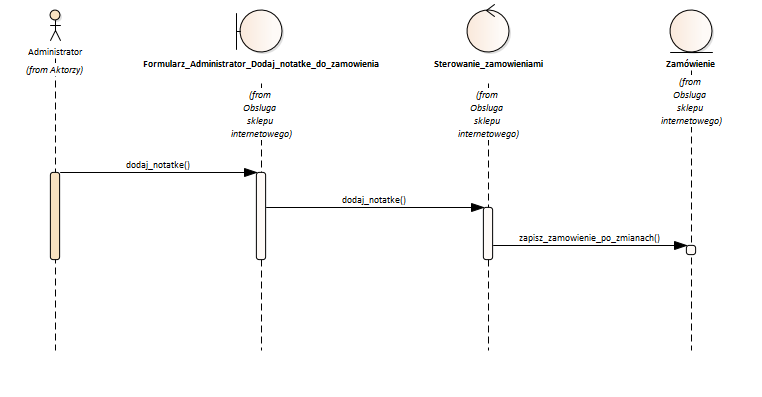 Administrator
(from Aktorzy)
Formularz_Administrator_Dodaj_notatke_do_zamowienia
(from
Obsluga
sklepu
internetowego)
Sterowanie_zamowieniami
(from
Obsluga
sklepu
internetowego)
Zamówienie
(from
Obsluga
sklepu
internetowego)
dodaj_notatke()
dodaj_notatke()
zapisz_zamowienie_po_zmianach()